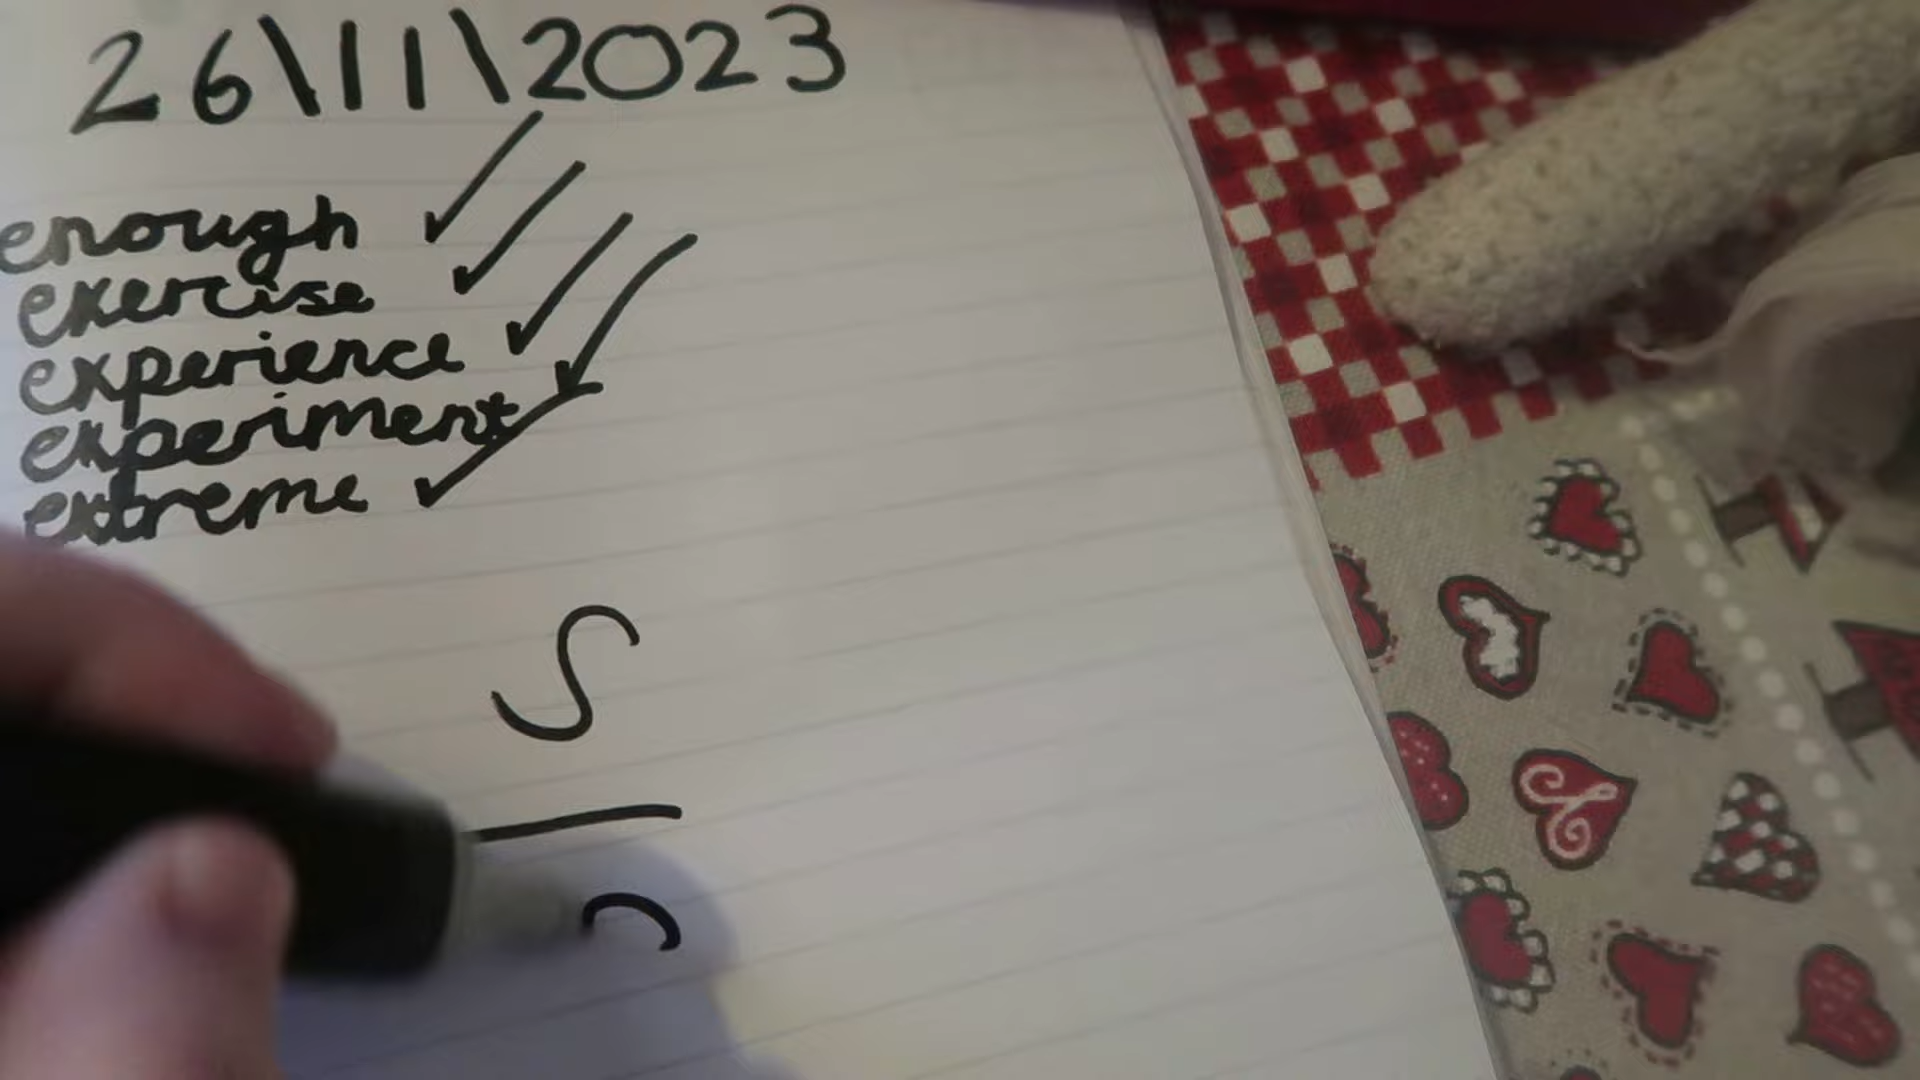 26\11\2023
enough
exercise
experience
experiment
extreme
S